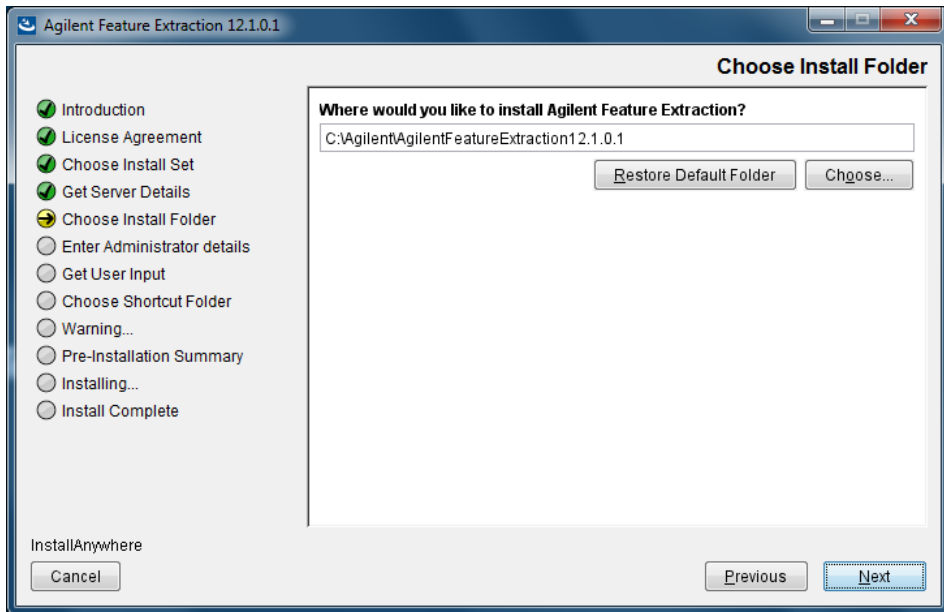 Agilent Feature Extraction 12.1.0.1
Choose Install Folder
Introduction
License Agreement
Choose Install Set
Get Server Details
Choose Install Folder
Enter Administrator details
Get User Input
Choose Shortcut Folder
Warning...
Pre-Installation Summary
Installing...
Install Complete
Where would you like to install Agilent Feature Extraction?
C:\Agilent\AgilentFeatureExtraction12.1.0.1
Restore Default Folder Choose...
InstallAnywhere
Cancel Previous Next